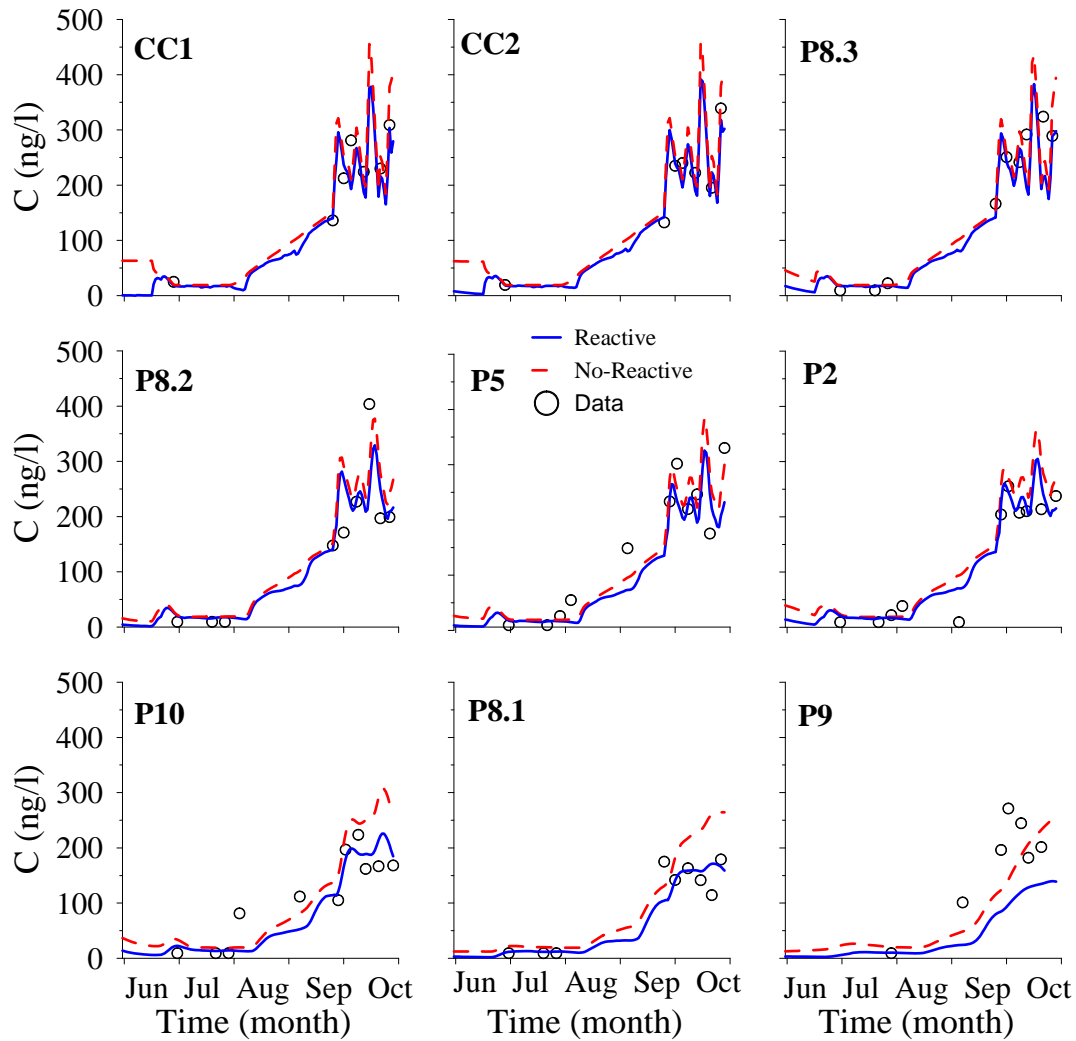 500
400
300
200
100
0
C (ng/l)
CC1
CC2
P8.3
500
400
300
200
100
0
C (ng/l)
P8.2
P5
P2
Reactive
No-Reactive
Data
500
400
300
200
100
0
C (ng/l)
P10
P8.1
P9
Jun Jul Aug Sep Oct
Jun Jul Aug Sep Oct
Jun Jul Aug Sep Oct
Time (month)
Time (month)
Time (month)